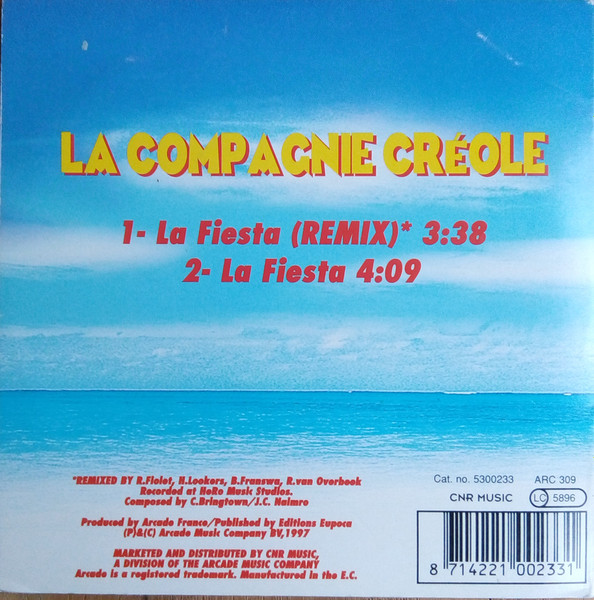 LA COMPAGNIE CRÉOLE
1- La Fiesta (REMIX)* 3:38
2- La Fiesta 4:09
*REMIXED BY R.Fiolet, H.Lookers, B.Franswa, R.van Overbeek
Recorded at HeRo Music Studios.
Composed by C.Bringtown/J.C. Naimro
Produced by Arcade France/Published by Editions Eupoca
(P)&(C) Arcade Music Company BV,1997
MARKETED AND DISTRIBUTED BY CNR MUSIC,
A DIVISION OF THE ARCADE MUSIC COMPANY
Arcade is a registered trademark. Manufactured in the E.C.
Cat. no. 5300233 ARC 309
CNR MUSIC LC 5896
8 714221 002331